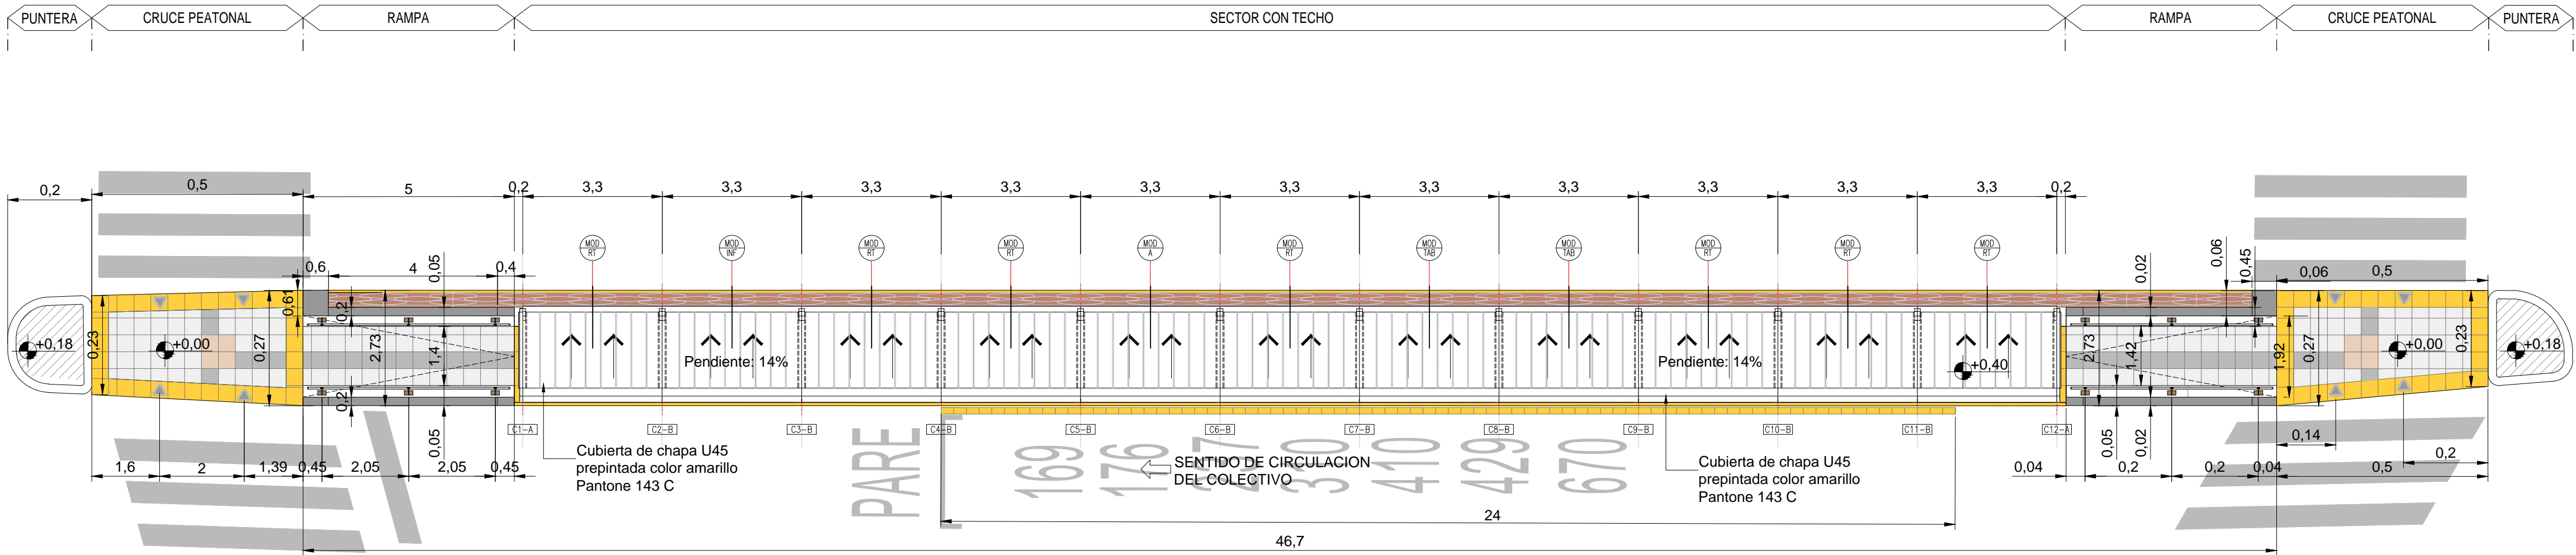 PUNTERA
CRUCE PEATONAL
RAMPA
SECTOR CON TECHO
RAMPA
CRUCE PEATONAL
PUNTERA
0,2
0,5
5
0,2
3,3
3,3
3,3
3,3
3,3
3,3
3,3
3,3
3,3
3,3
3,3
0,2
MOD
RT
MOD
INF
MOD
RT
MOD
RT
MOD
A
MOD
RT
MOD
TAB
MOD
TAB
MOD
RT
MOD
RT
MOD
RT
0,6
4
0,05
0,4
0,02
0,06
0,45
0,06
0,5
0,61
0,2
+0,18
0,23
+0,00
0,27
2,73
1,4
0,2
0,05
Pendiente: 14%
Pendiente: 14%
+0,40
2,73
1,42
1,92
0,27
+0,00
0,23
+0,18
0,05
0,02
C1-A
C2-B
C3-B
C4-B
C5-B
C6-B
C7-B
C8-B
C9-B
C10-B
C11-B
C12-A
Cubierta de chapa U45
prepintada color amarillo
Pantone 143 C
PARE
169
176
310
410
429
670
SENTIDO DE CIRCULACION
DEL COLECTIVO
Cubierta de chapa U45
prepintada color amarillo
Pantone 143 C
1,6
2
1,39
0,45
2,05
2,05
0,45
0,04
0,2
0,2
0,04
0,14
0,5
0,2
24
46,7